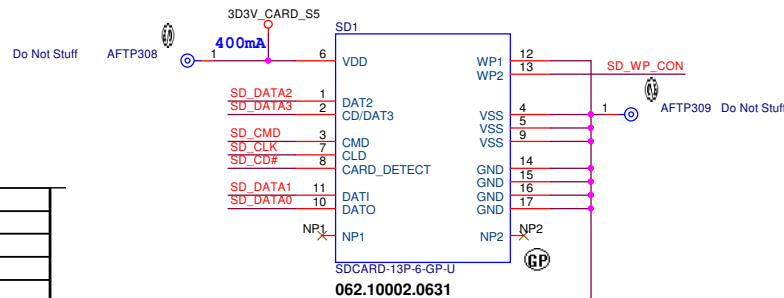 3D3V_CARD_S5
SD1
400mA
Do Not Stuff AFTP308 1
6 VDD
WP1 12
WP2 13 SD_WP_CON
SD_DATA2 1 DAT2
SD_DATA3 2 CD/DAT3
VSS 4 1 AFTP309 Do Not Stuff
VSS 5
VSS 9
SD_CMD 3 CMD
SD_CLK 7 CLD
SD_CD# 8 CARD_DETECT
GND 14
GND 15
GND 16
GND 17
SD_DATA1 11 DATI
SD_DATA0 10 DATO
NP1 NP1
NP2 NP2
GP
SDCARD-13P-6-GP-U
062.10002.0631